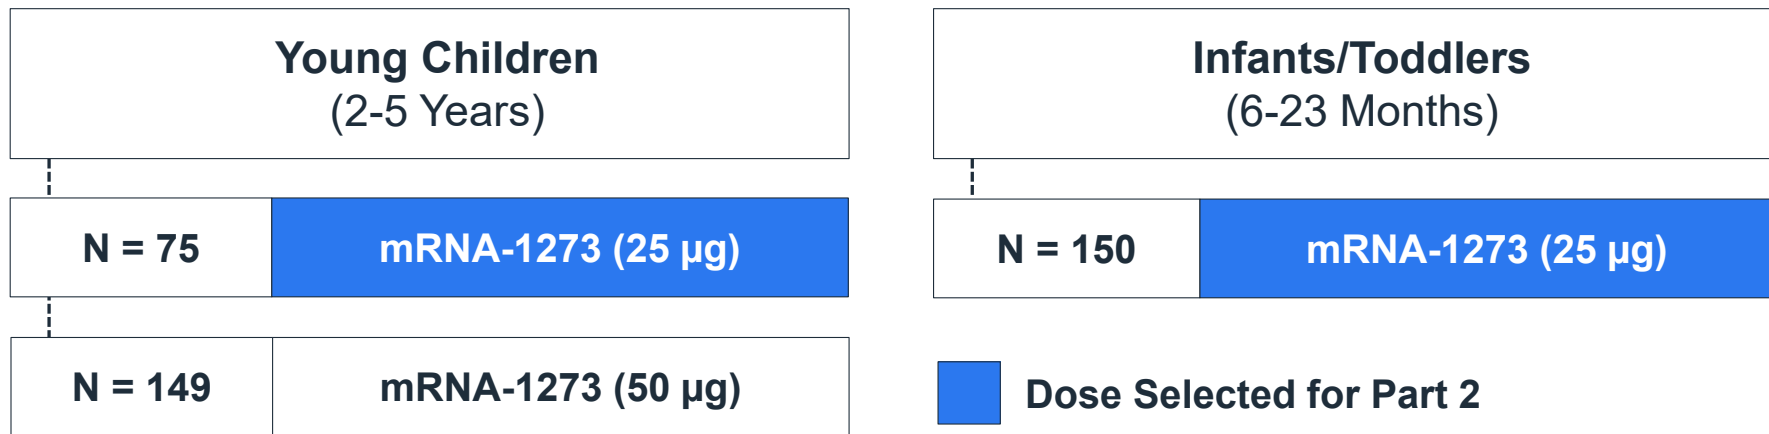 Young Children
(2-5 Years)
N = 75
mRNA-1273 (25 µg)
N = 149
mRNA-1273 (50 µg)
Infants/Toddlers
(6-23 Months)
N = 150
mRNA-1273 (25 µg)
Dose Selected for Part 2